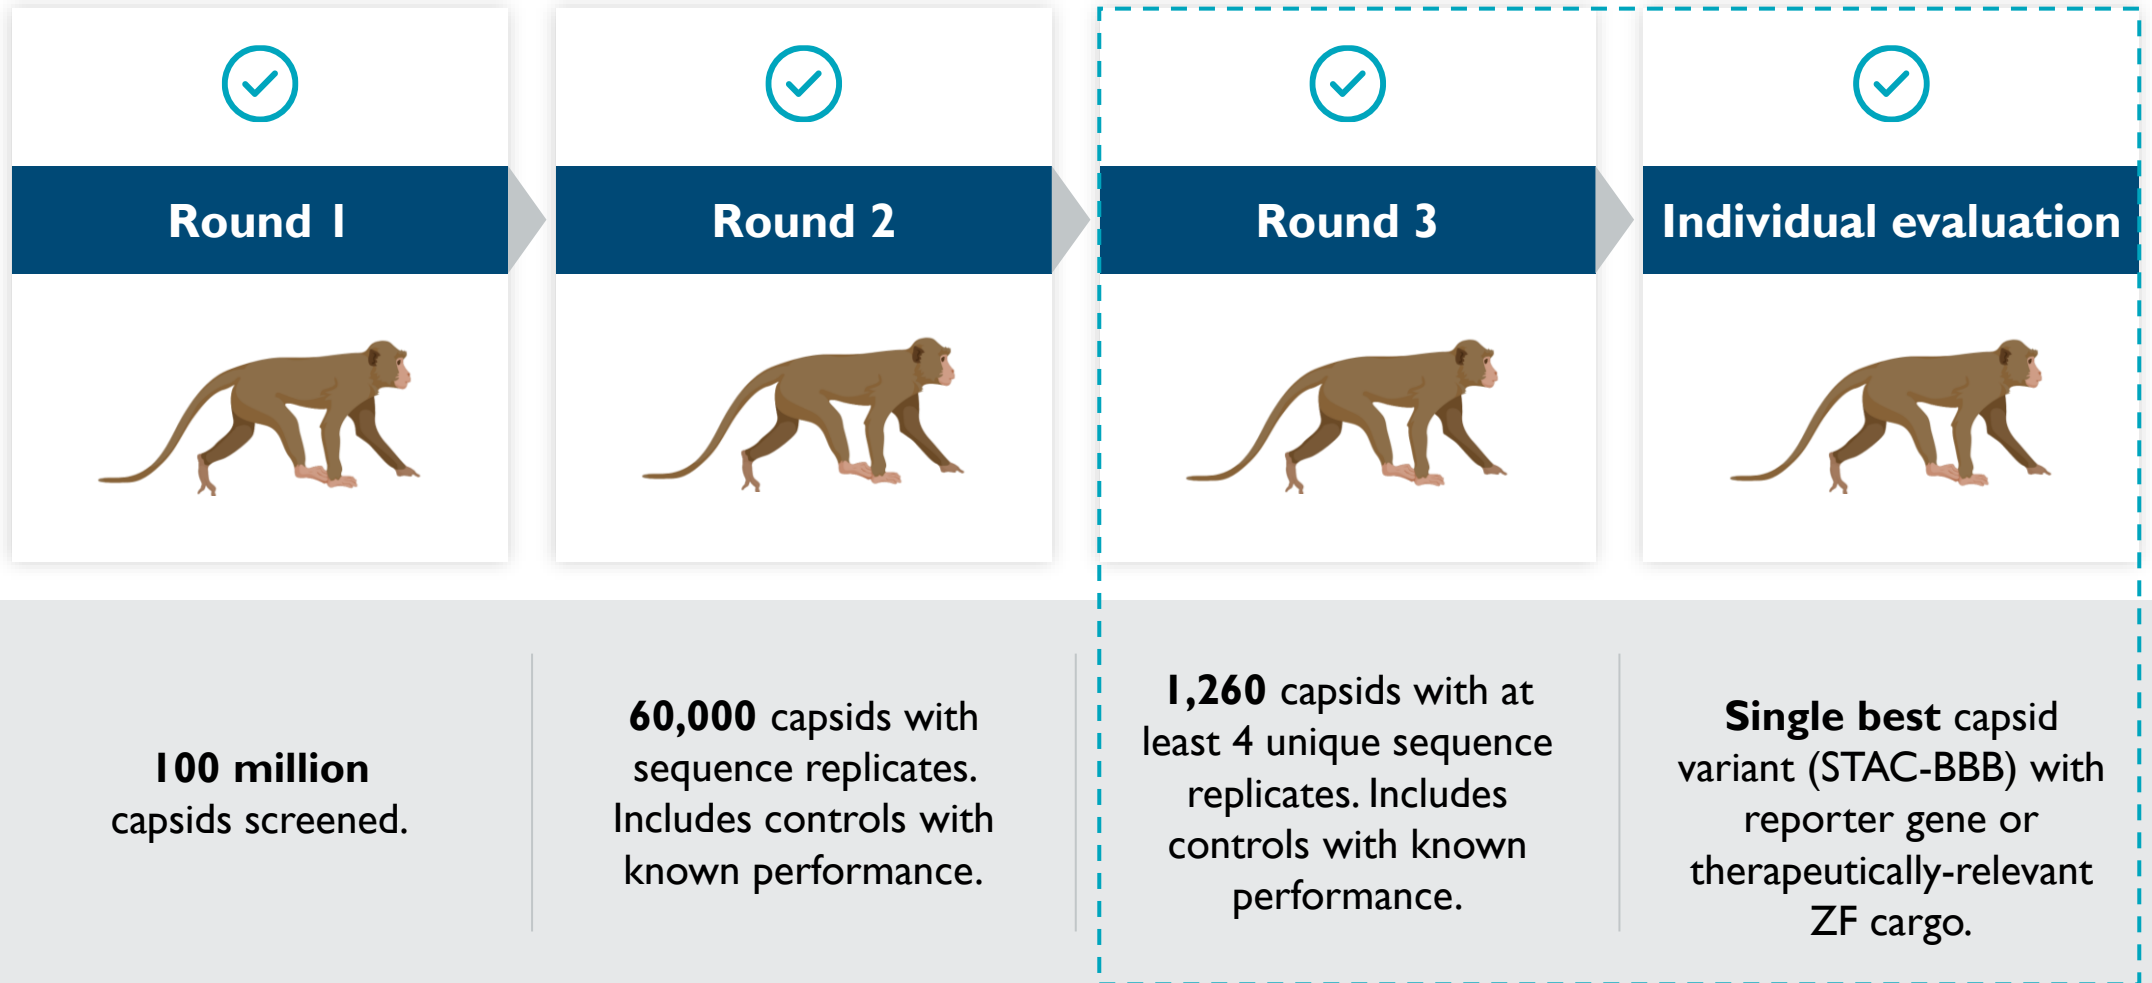 Round 1
Round 2
Round 3
Individual evaluation
100 million
capsids screened.
60,000 capsids with
sequence replicates.
Includes controls with
known performance.
1,260 capsids with at
least 4 unique sequence
replicates. Includes
controls with known
performance.
Single best capsid
variant (STAC-BBB) with
reporter gene or
therapeutically-relevant
ZF cargo.